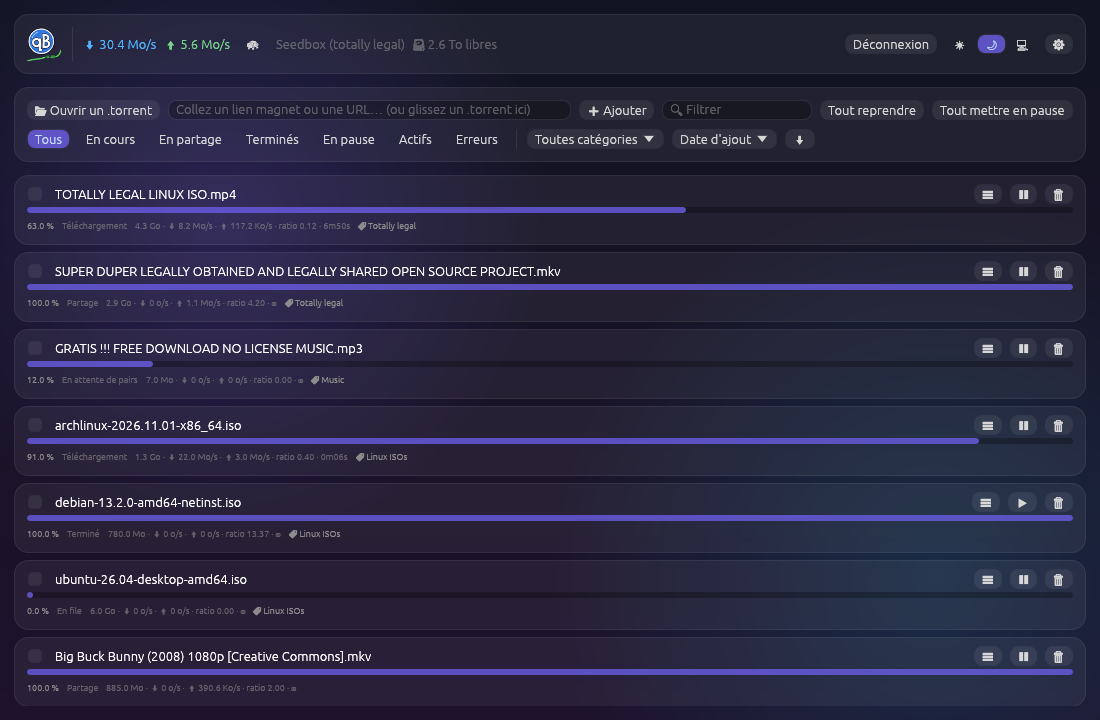 qB 30.4 Mo/s 5.6 Mo/s Seedbox (totally legal) 2.6 To libres Déconnexion
Ouvrir un .torrent Collez un lien magnet ou une URL… (ou glissez un .torrent ici) Ajouter Filtrer Tout reprendre Tout mettre en pause
Tous En cours En partage Terminés En pause Actifs Erreurs Toutes catégories Date d'ajout
TOTALLY LEGAL LINUX ISO.mp4
63.0 % Téléchargement 4.3 Go · 8.2 Mo/s · 117.2 Ko/s · ratio 0.12 · 6m50s Totally legal
SUPER DUPER LEGALLY OBTAINED AND LEGALLY SHARED OPEN SOURCE PROJECT.mkv
100.0 % Partage 2.9 Go · 0 o/s · 1.1 Mo/s · ratio 4.20 · ∞ Totally legal
GRATIS !!! FREE DOWNLOAD NO LICENSE MUSIC.mp3
12.0 % En attente de pairs 7.0 Mo · 0 o/s · 0 o/s · ratio 0.00 · ∞ Music
archlinux-2026.11.01-x86_64.iso
91.0 % Téléchargement 1.3 Go · 22.0 Mo/s · 3.0 Mo/s · ratio 0.40 · 0m06s Linux ISOs
debian-13.2.0-amd64-netinst.iso
100.0 % Terminé 780.0 Mo · 0 o/s · 0 o/s · ratio 13.37 · ∞ Linux ISOs
ubuntu-26.04-desktop-amd64.iso
0.0 % En file 6.0 Go · 0 o/s · 0 o/s · ratio 0.00 · ∞ Linux ISOs
Big Buck Bunny (2008) 1080p [Creative Commons].mkv
100.0 % Partage 885.0 Mo · 0 o/s · 390.6 Ko/s · ratio 2.00 · ∞